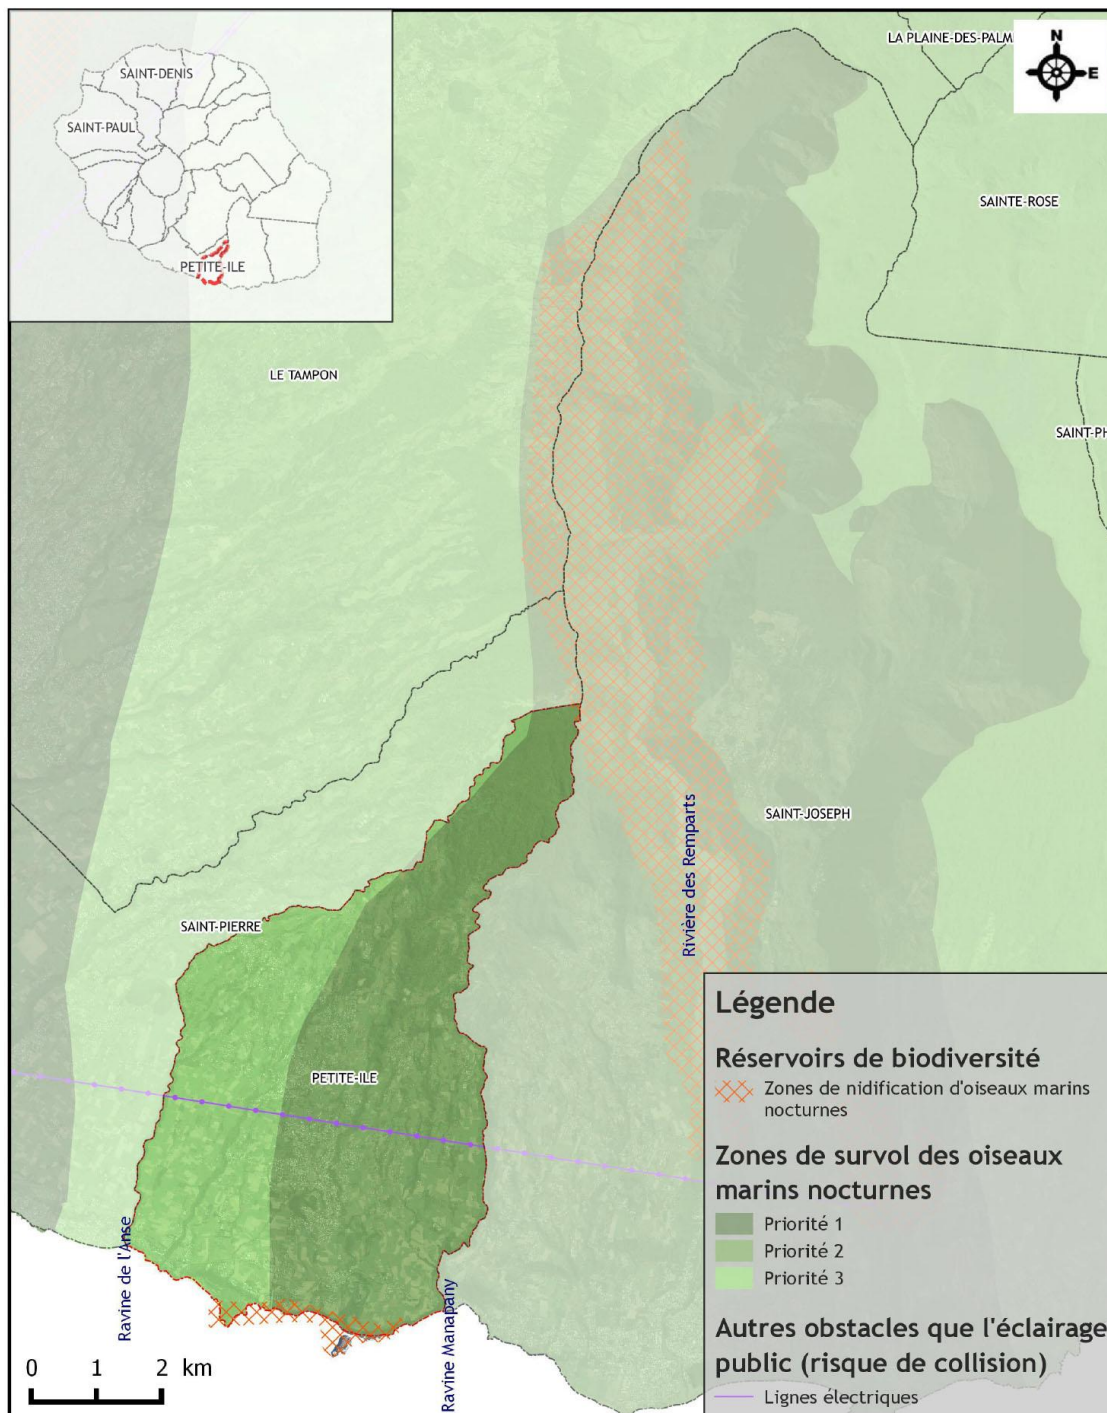 LA PLAINE-DES-PALM
N
E
SAINT-DENIS
SAINT-PAUL
PETITE-ILE
SAINTE-ROSE
LE TAMPON
SAINT-PH
SAINT-JOSEPH
Rivière des Remparts
SAINT-PIERRE
PETITE-ILE
Ravine de l'Anse
Ravine Manapany
0 1 2 km
Légende
Réservoirs de biodiversité
Zones de nidification d'oiseaux marins
nocturnes
Zones de survol des oiseaux
marins nocturnes
Priorité 1
Priorité 2
Priorité 3
Autres obstacles que l'éclairage
public (risque de collision)
Lignes électriques